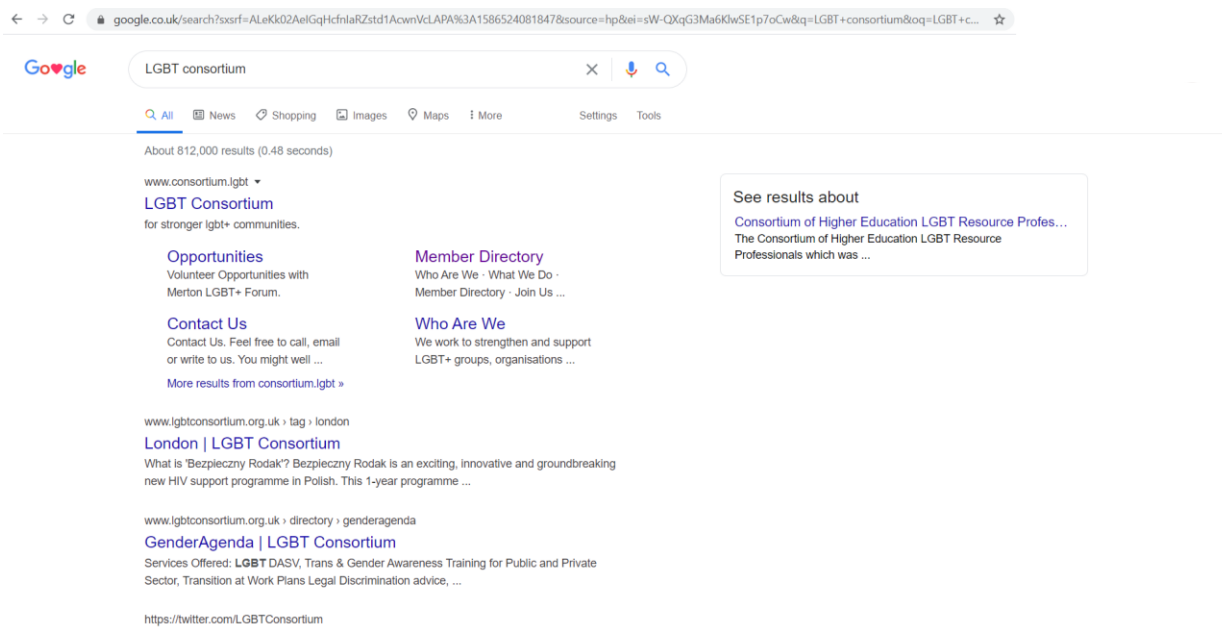 google.co.uk/search?sxsrf=ALeKk02AeIGqHcfnlaRZstd1AcwnVcLAPA%3A1586524081847&source=hp&ei=sW-QXqG3Ma6KlwSE1p7oCw&q=LGBT+consortium&oq=LGBT+c...
Google
LGBT consortium
All News Shopping Images Maps More Settings Tools
About 812,000 results (0.48 seconds)
www.consortium.lgbt
LGBT Consortium
for stronger lgbt+ communities.
Opportunities
Volunteer Opportunities with
Merton LGBT+ Forum.
Member Directory
Who Are We · What We Do ·
Member Directory · Join Us ...
Contact Us
Contact Us. Feel free to call, email
or write to us. You might well ...
Who Are We
We work to strengthen and support
LGBT+ groups, organisations ...
More results from consortium.lgbt »
www.lgbtconsortium.org.uk › tag › london
London | LGBT Consortium
What is 'Bezpieczny Rodak'? Bezpieczny Rodak is an exciting, innovative and groundbreaking
new HIV support programme in Polish. This 1-year programme ...
www.lgbtconsortium.org.uk › directory › genderagenda
GenderAgenda | LGBT Consortium
Services Offered: LGBT DASV, Trans & Gender Awareness Training for Public and Private
Sector, Transition at Work Plans Legal Discrimination advice, ...
https://twitter.com/LGBTConsortium
See results about
Consortium of Higher Education LGBT Resource Profes...
The Consortium of Higher Education LGBT Resource
Professionals which was ...